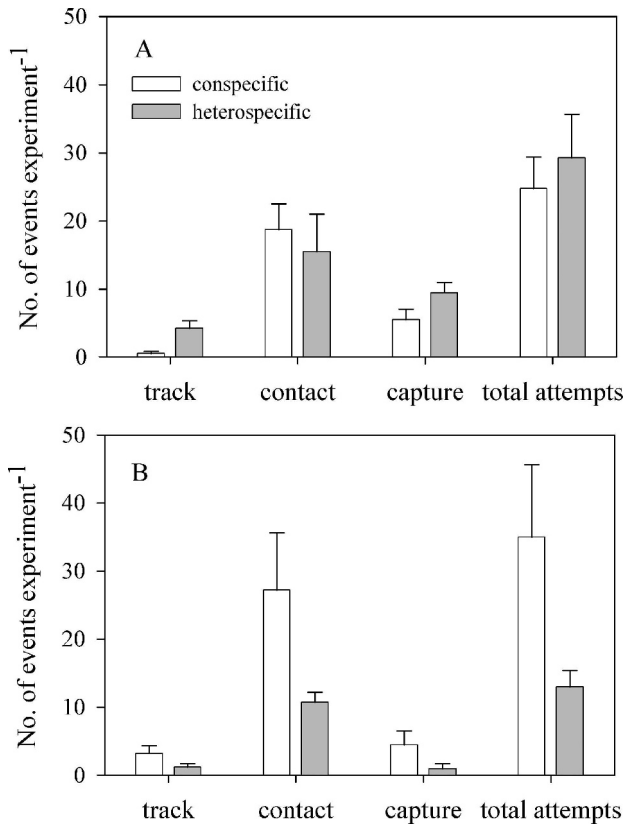 50
A
conspecific
40
heterospecific
30
20
10
0
No. of events experiment-1
track contact capture total attempts
50
B
40
30
20
10
0
No. of events experiment-1
track contact capture total attempts